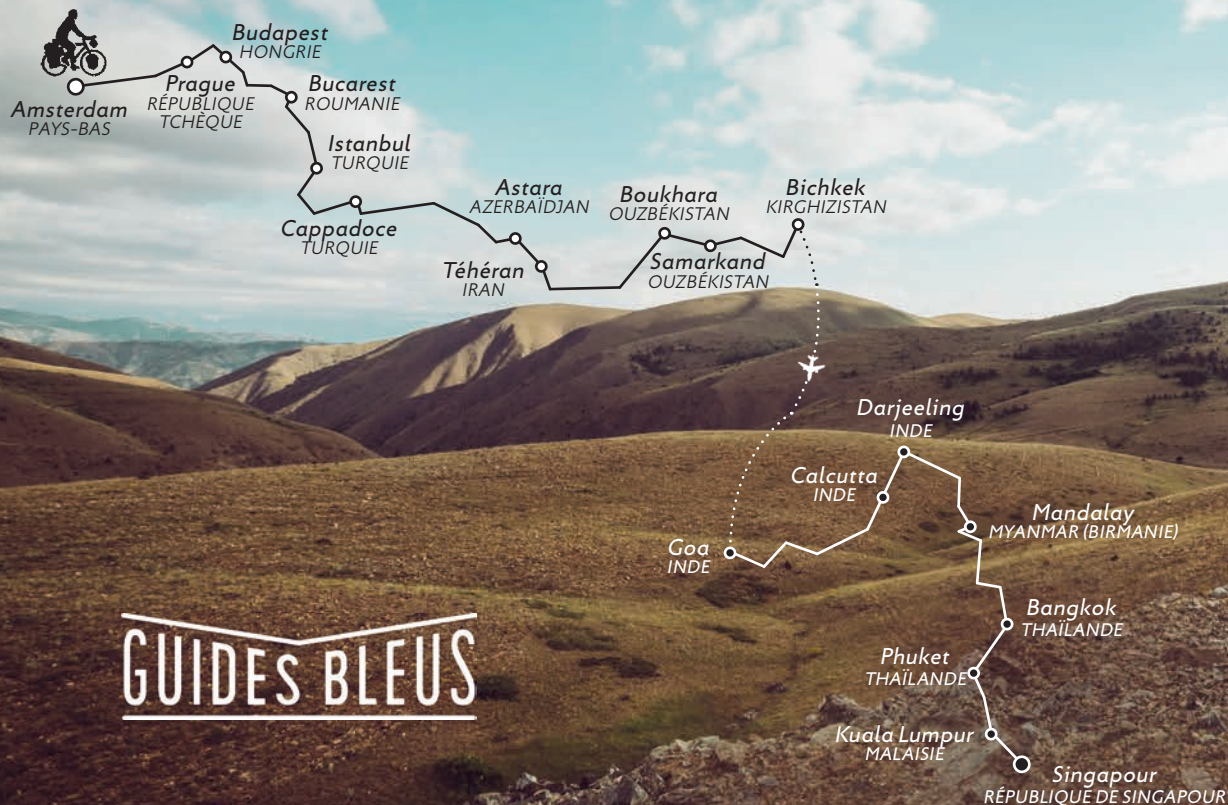 Amsterdam
PAYS-BAS
Prague
RÉPUBLIQUE
TCHÈQUE
Budapest
HONGRIE
Bucarest
ROUMANIE
Istanbul
TURQUIE
Cappadoce
TURQUIE
Astara
AZERBAÏDJAN
Téhéran
IRAN
Boukhara
OUZBÉKISTAN
Samarkand
OUZBÉKISTAN
Bichkek
KIRGHIZISTAN
Goa
INDE
Calcutta
INDE
Darjeeling
INDE
Mandalay
MYANMAR (BIRMANIE)
Bangkok
THAÏLANDE
Phuket
THAÏLANDE
Kuala Lumpur
MALAISIE
Singapour
RÉPUBLIQUE DE SINGAPOUR
GUIDES BLEUS